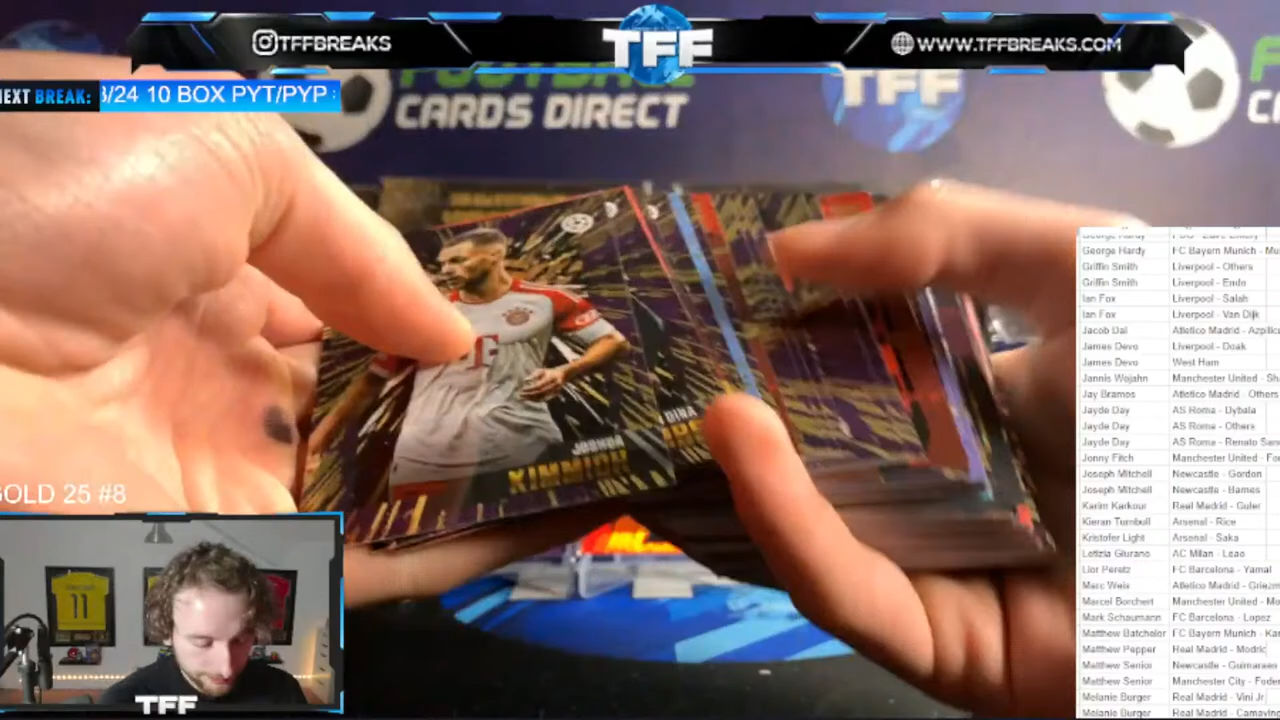 TFFBREAKS
TFF
WWW.TFFBREAKS.COM
NEXT BREAK: 3/24 10 BOX PYT/PYP
CARDS DIRECT
TFF
JOSHUA
KIMMICH
GOLD 25 #8
11
TFF
George Hardy
George Hardy FC Bayern Munich - Mu
Griffin Smith Liverpool - Others
Griffin Smith Liverpool - Endo
Ian Fox Liverpool - Salah
Ian Fox Liverpool - Van Dijk
Jacob Dal Atletico Madrid - Azpilic
James Devo Liverpool - Doak
James Devo West Ham
Jannis Wojahn Manchester United - Sh
Jay Bramos Atletico Madrid - Others
Jayde Day AS Roma - Dybala
Jayde Day AS Roma - Others
Jayde Day AS Roma - Renato San
Jonny Fitch Manchester United - Fo
Joseph Mitchell Newcastle - Gordon
Joseph Mitchell Newcastle - Barnes
Karim Karkour Real Madrid - Guler
Kieran Turnbull Arsenal - Rice
Kristofer Light Arsenal - Saka
Letizia Giurano AC Milan - Leao
Lior Peretz FC Barcelona - Yamal
Marc Weis Atletico Madrid - Griezm
Marcel Borchert Manchester United - Mo
Mark Schaumann FC Barcelona - Lopez
Matthew Batchelor FC Bayern Munich - Kan
Matthew Pepper Real Madrid - Modric
Matthew Senior Newcastle - Guimaraes
Matthew Senior Manchester City - Foden
Melanie Burger Real Madrid - Vini Jr
Melanie Burger Real Madrid - Camaving